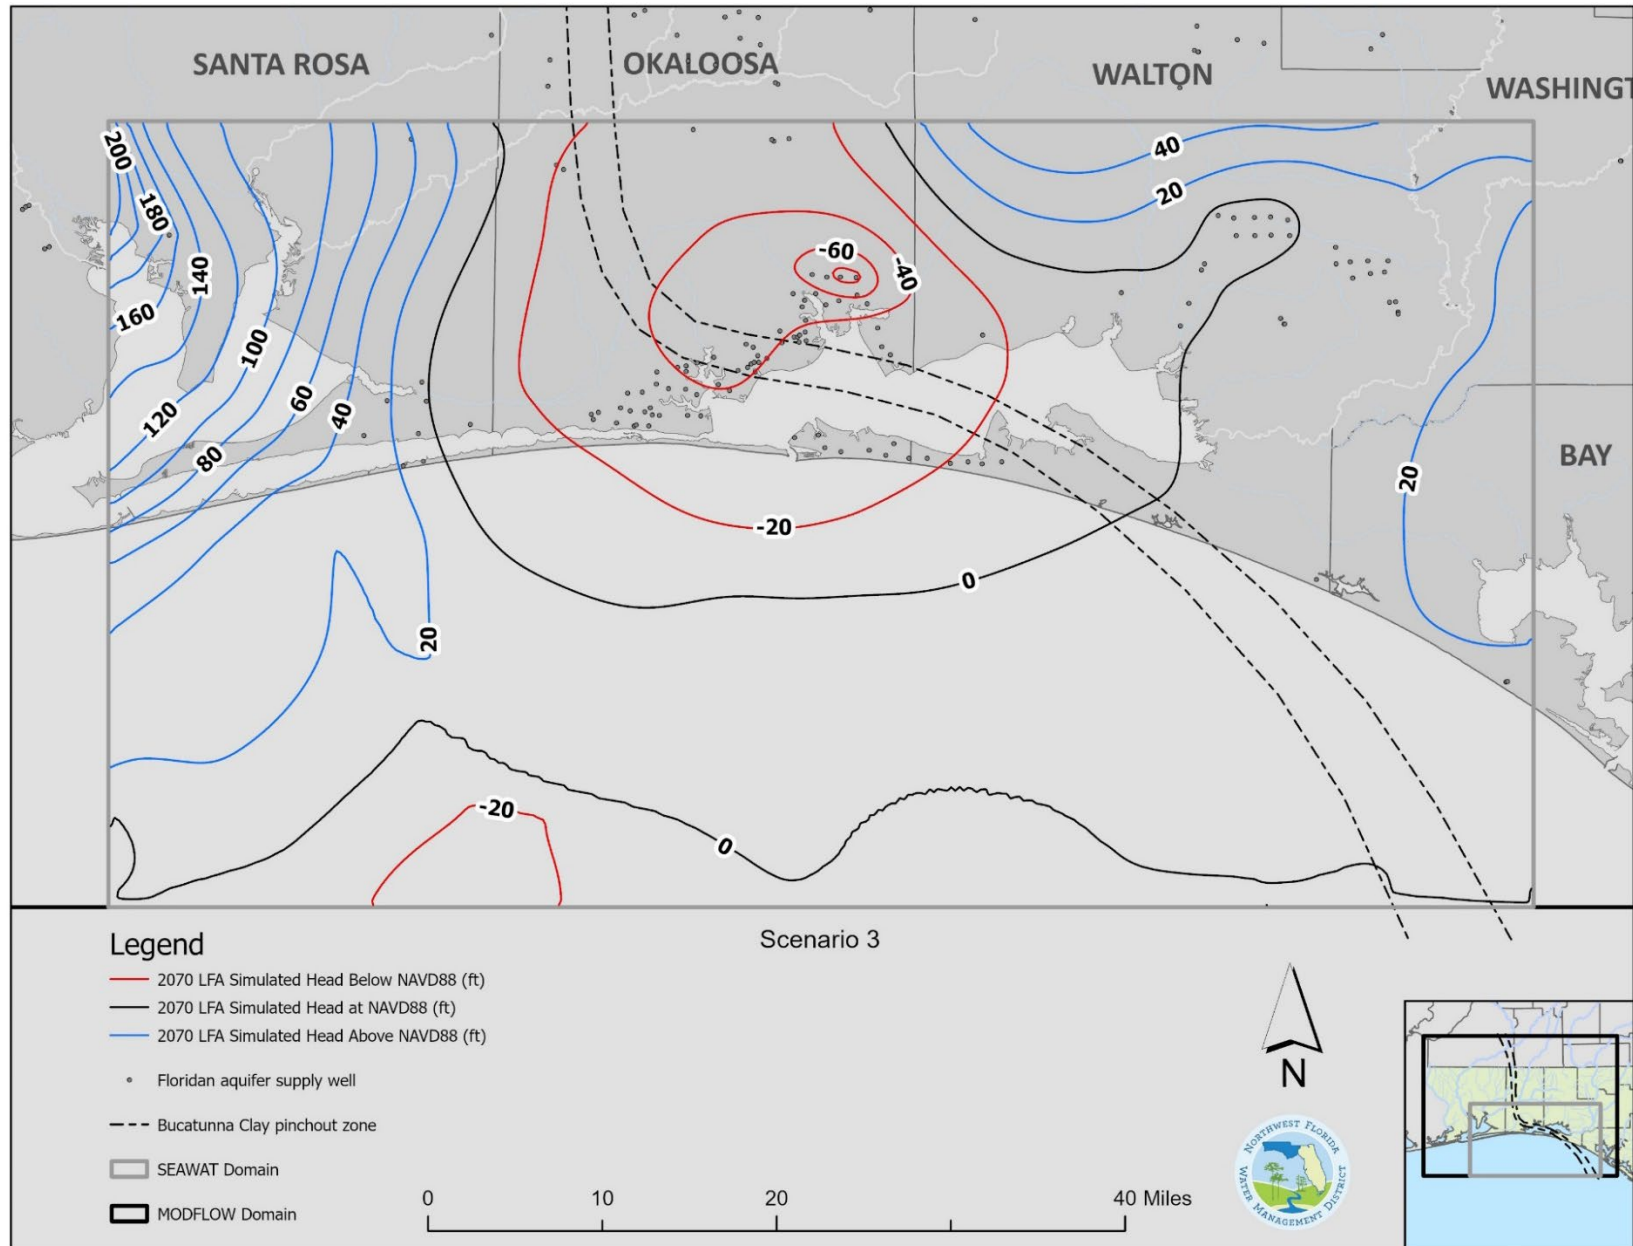 SANTA ROSA
OKALOOSA
WALTON
WASHINGT
200
180
140
160
100
120
80
60
40
20
-60
-40
40
20
-20
0
20
BAY
-20
0
Legend
2070 LFA Simulated Head Below NAVD88 (ft)
2070 LFA Simulated Head at NAVD88 (ft)
2070 LFA Simulated Head Above NAVD88 (ft)
Floridan aquifer supply well
Bucatunna Clay pinchout zone
SEAWAT Domain
MODFLOW Domain
Scenario 3
0 10 20 40 Miles
N
NORTHWEST FLORIDA
WATER MANAGEMENT DISTRICT